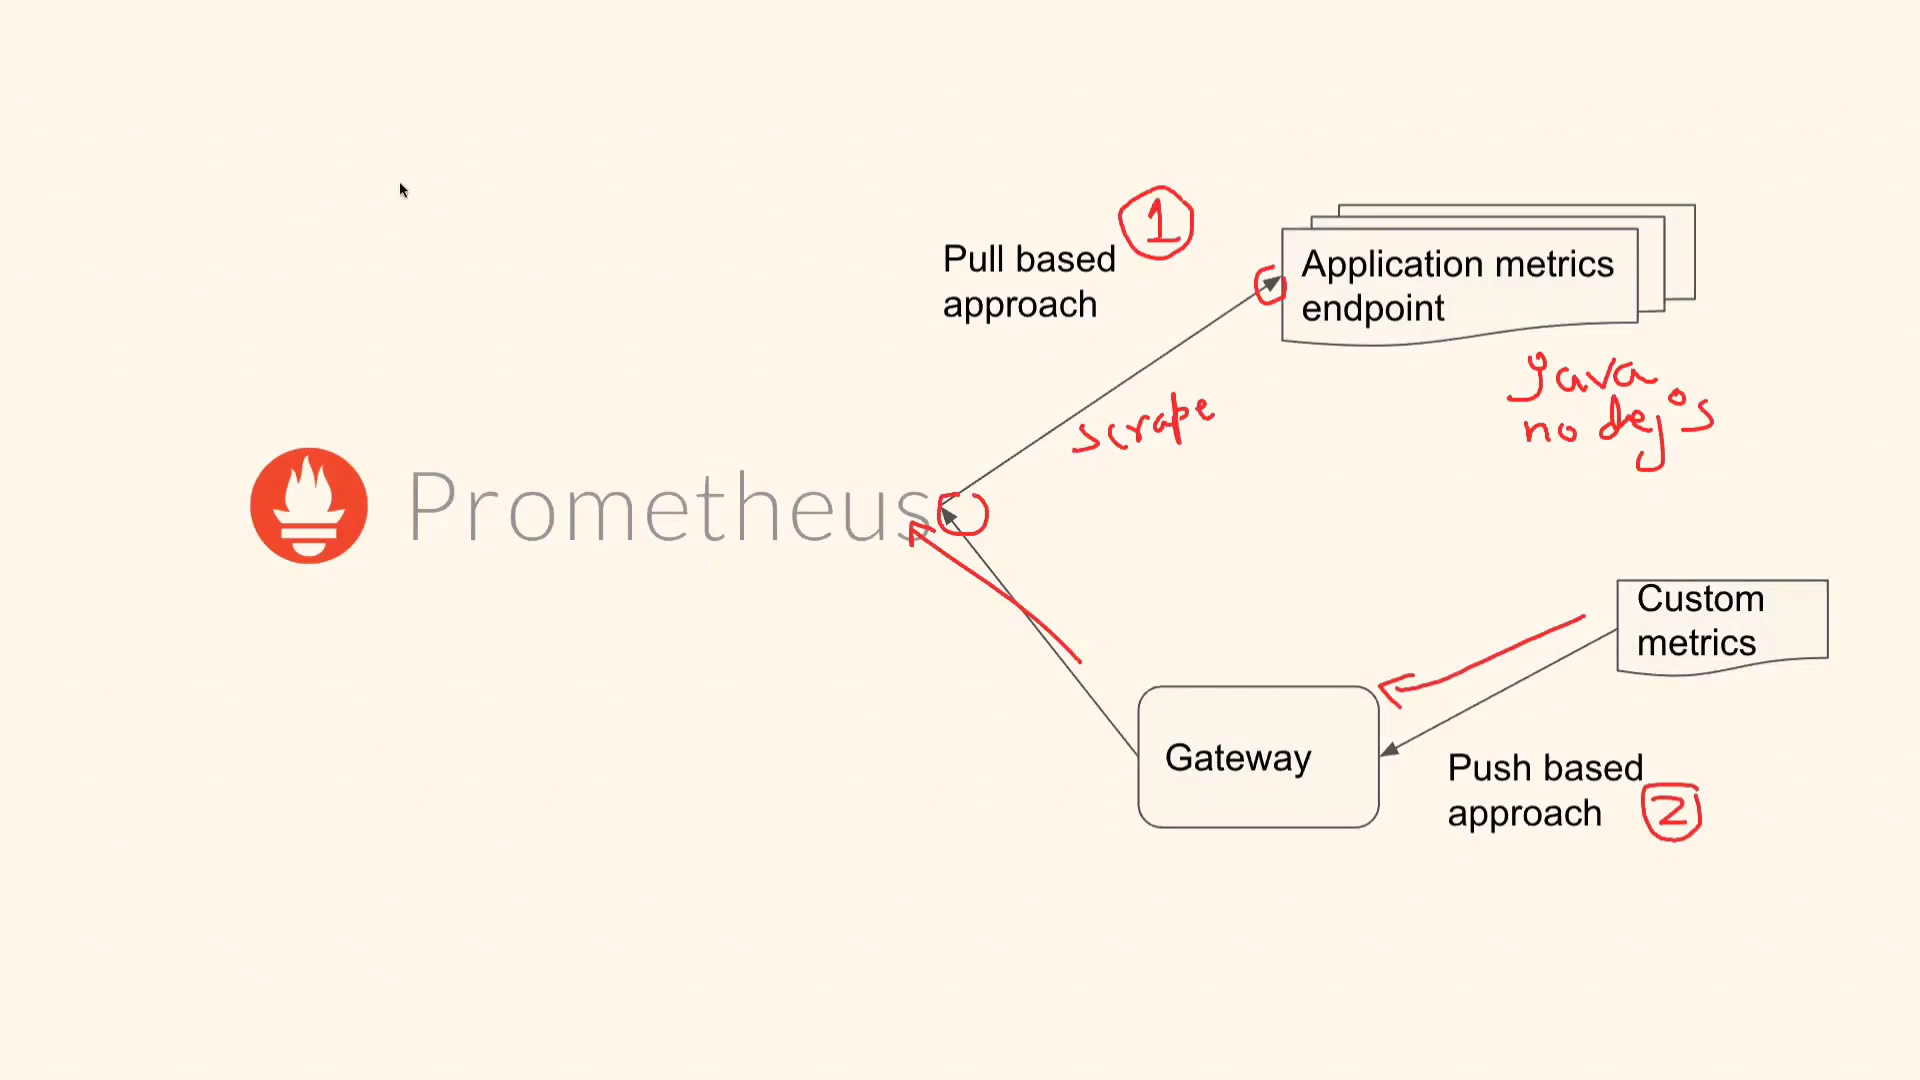 1
Pull based
approach
Application metrics
endpoint
java
nodejs
scrape
Prometheus
Custom
metrics
Gateway
Push based
approach
2